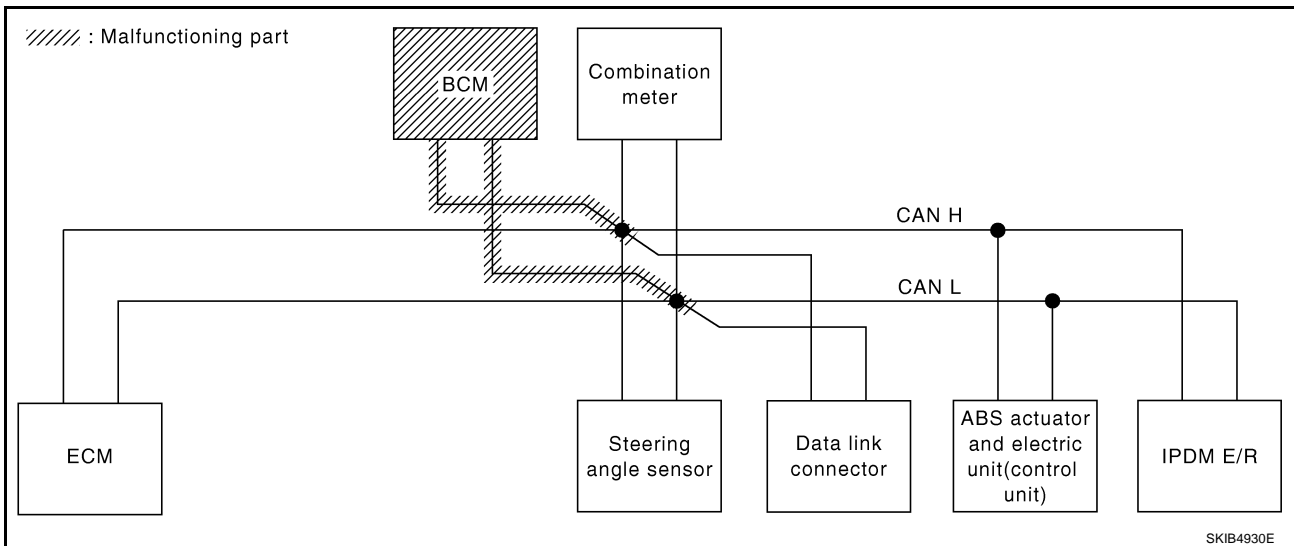 : Malfunctioning part
BCM
Combination
meter
CAN H
CAN L
ECM
Steering
angle sensor
Data link
connector
ABS actuator
and electric
unit(control
unit)
IPDM E/R
SKIB4930E